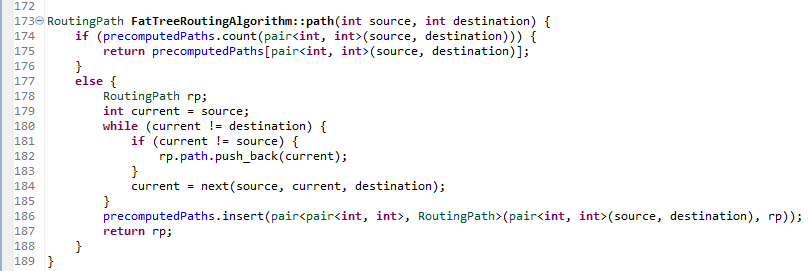 172
173 RoutingPath FatTreeRoutingAlgorithm::path(int source, int destination) {
174     if (precomputedPaths.count(pair<int, int>(source, destination))) {
175         return precomputedPaths[pair<int, int>(source, destination)];
176     }
177     else {
178         RoutingPath rp;
179         int current = source;
180         while (current != destination) {
181             if (current != source) {
182                 rp.path.push_back(current);
183             }
184             current = next(source, current, destination);
185         }
186         precomputedPaths.insert(pair<pair<int, int>, RoutingPath>(pair<int, int>(source, destination), rp));
187         return rp;
188     }
189 }